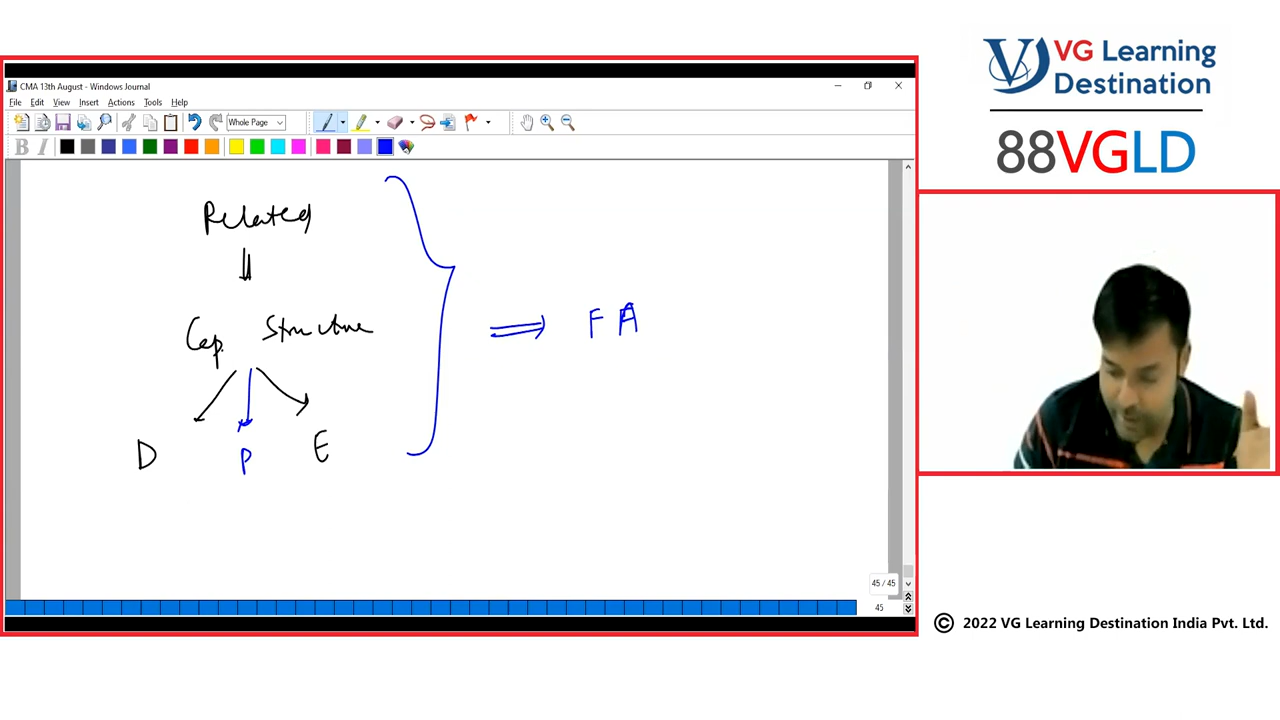 CMA 13th August - Windows Journal
File Edit View Insert Actions Tools Help
Whole Page
B I
Related
Cap. Structure
D P E
F A
45 / 45
45
VG Learning
Destination
88VGLD
© 2022 VG Learning Destination India Pvt. Ltd.